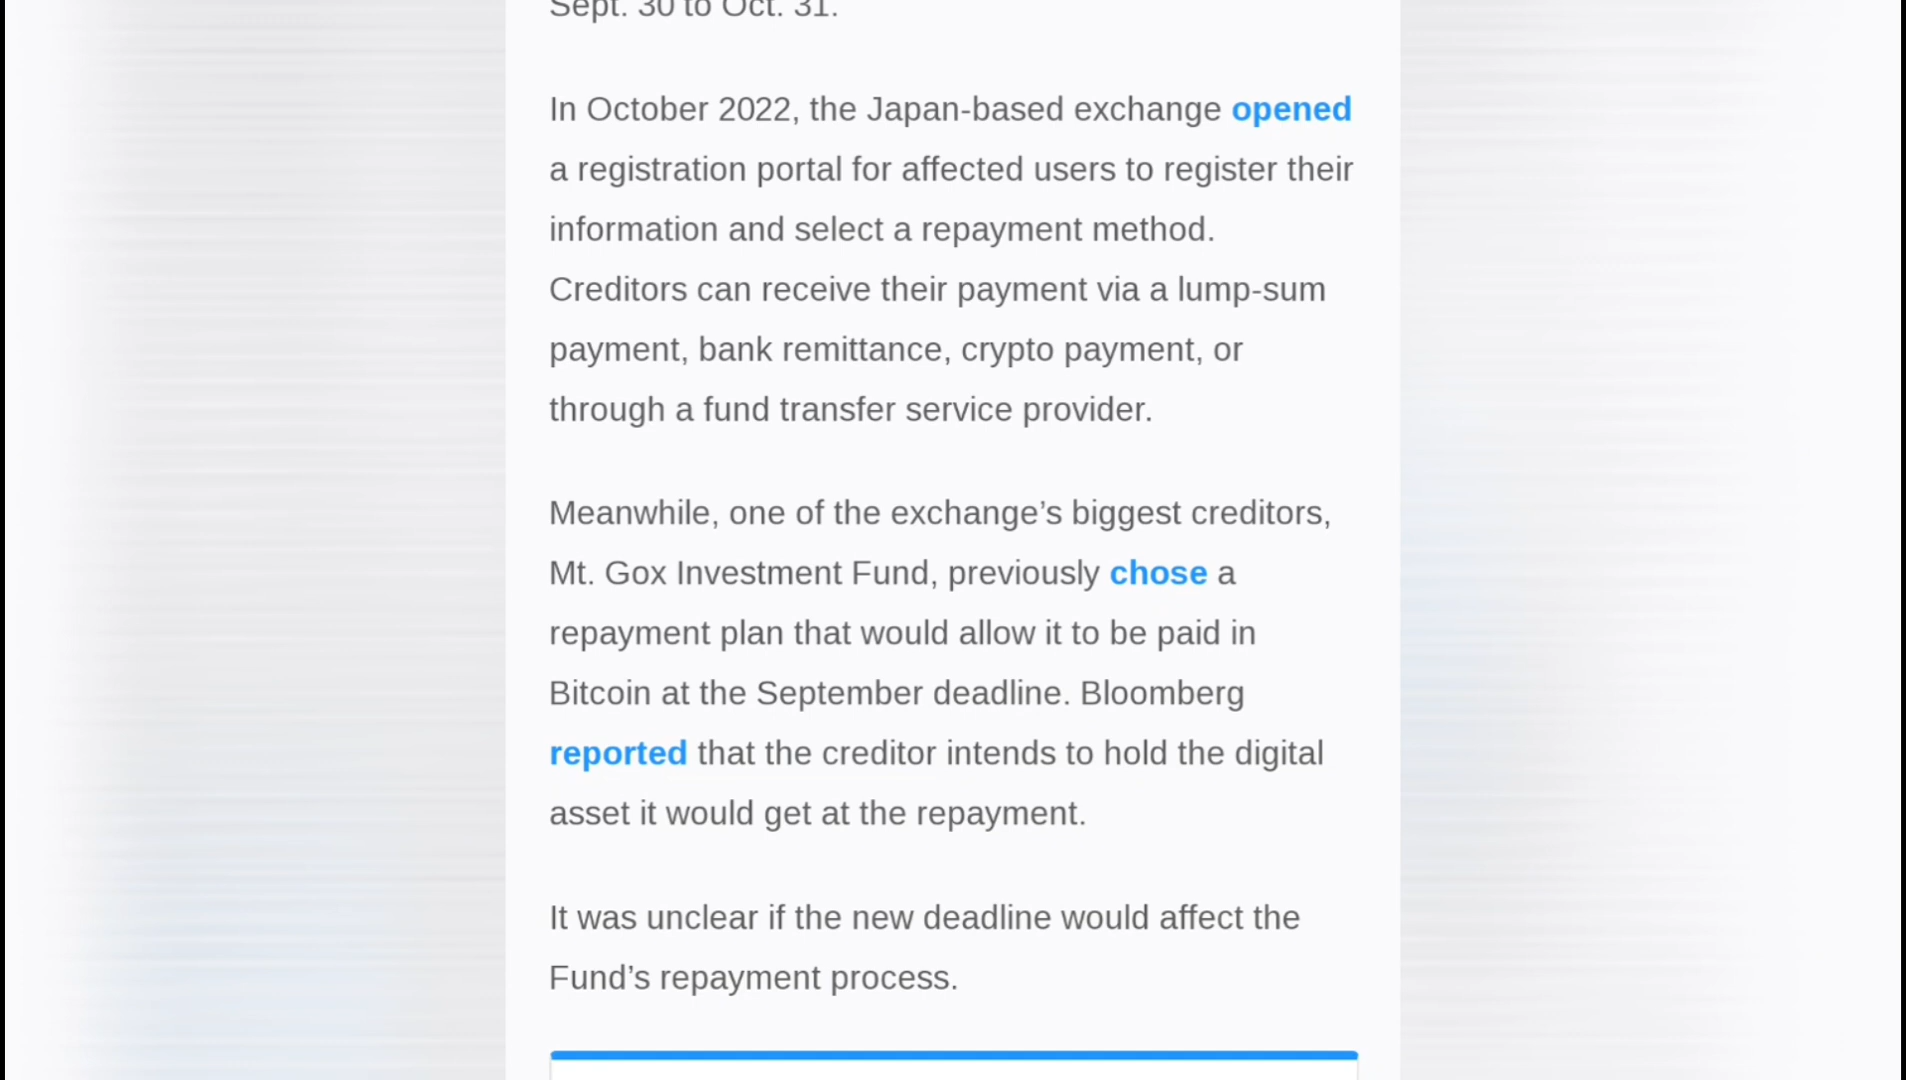 Sept. 30 to Oct. 31.
In October 2022, the Japan-based exchange opened
a registration portal for affected users to register their
information and select a repayment method.
Creditors can receive their payment via a lump-sum
payment, bank remittance, crypto payment, or
through a fund transfer service provider.
Meanwhile, one of the exchange’s biggest creditors,
Mt. Gox Investment Fund, previously chose a
repayment plan that would allow it to be paid in
Bitcoin at the September deadline. Bloomberg
reported that the creditor intends to hold the digital
asset it would get at the repayment.
It was unclear if the new deadline would affect the
Fund’s repayment process.